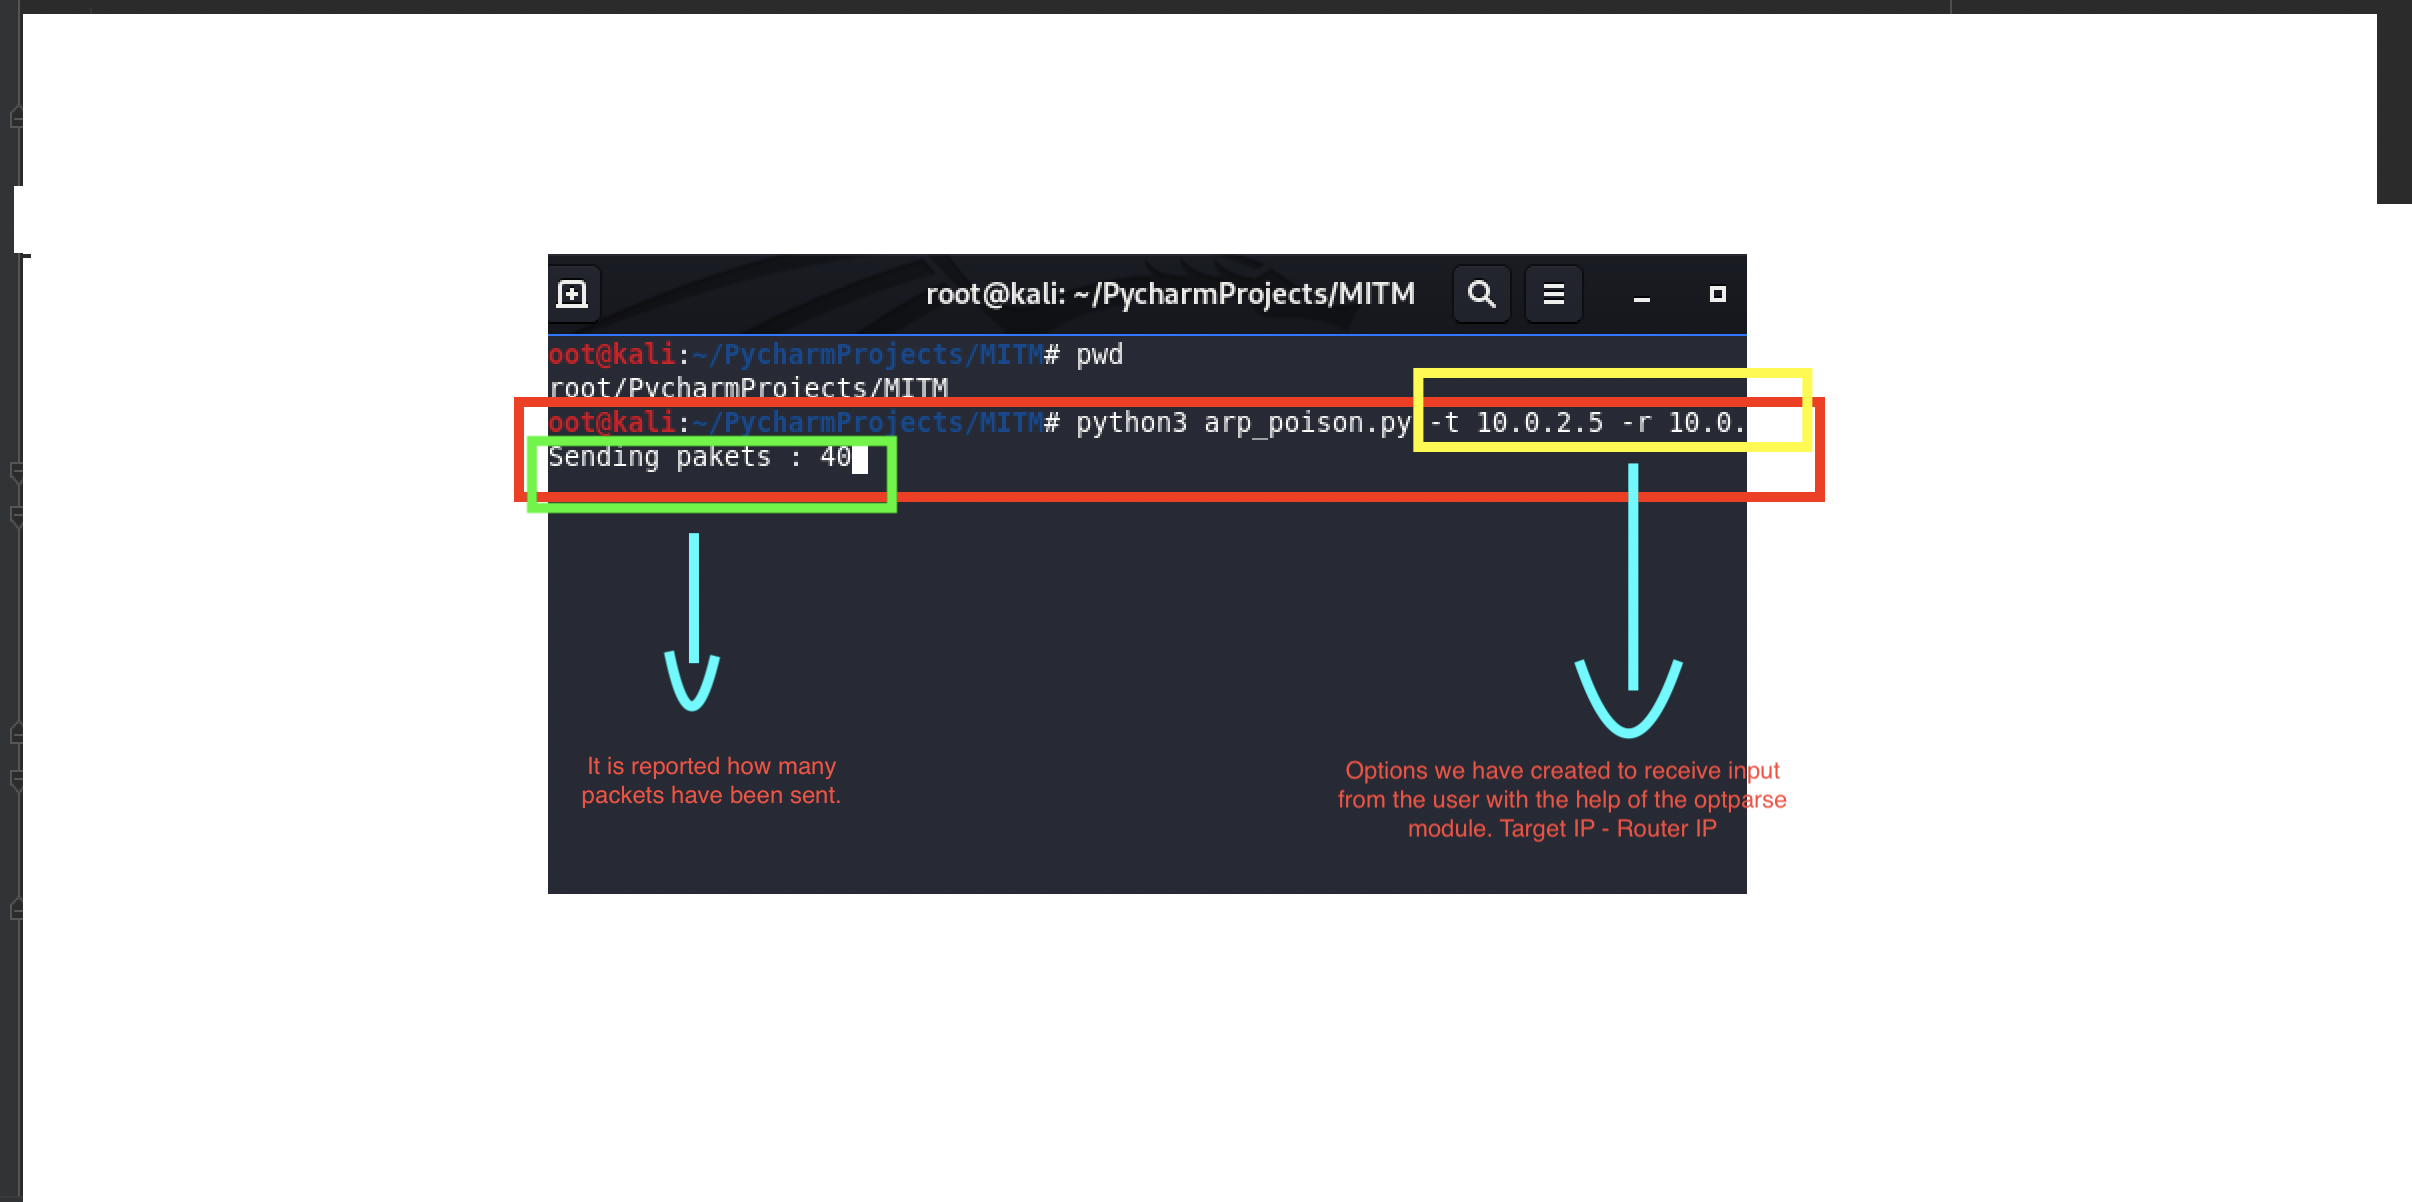 root@kali: ~/PycharmProjects/MITM
oot@kali:~/PycharmProjects/MITM# pwd
root/PycharmProjects/MITM
oot@kali:~/PycharmProjects/MITM# python3 arp_poison.py -t 10.0.2.5 -r 10.0.
Sending pakets : 40
It is reported how many
packets have been sent.
Options we have created to receive input
from the user with the help of the optparse
module. Target IP - Router IP